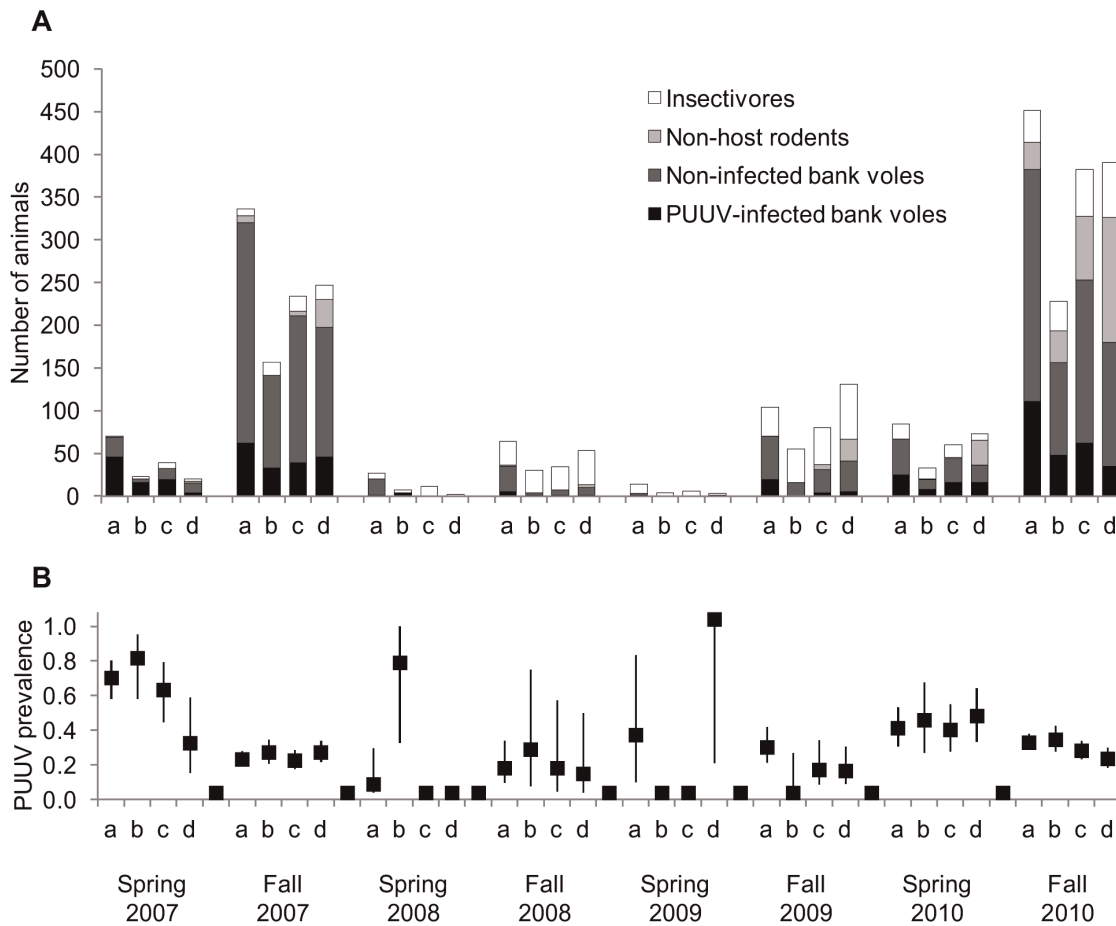 A
500
450
400
350
300
250
200
150
100
50
0
Number of animals
Insectivores
Non-host rodents
Non-infected bank voles
PUUV-infected bank voles
a b c d a b c d a b c d a b c d a b c d a b c d a b c d a b c d
B
1.0
0.8
0.6
0.4
0.2
0.0
PUUV prevalence
a b c d a b c d a b c d a b c d a b c d a b c d a b c d a b c d
Spring Fall Spring Fall Spring Fall Spring Fall
2007 2007 2008 2008 2009 2009 2010 2010